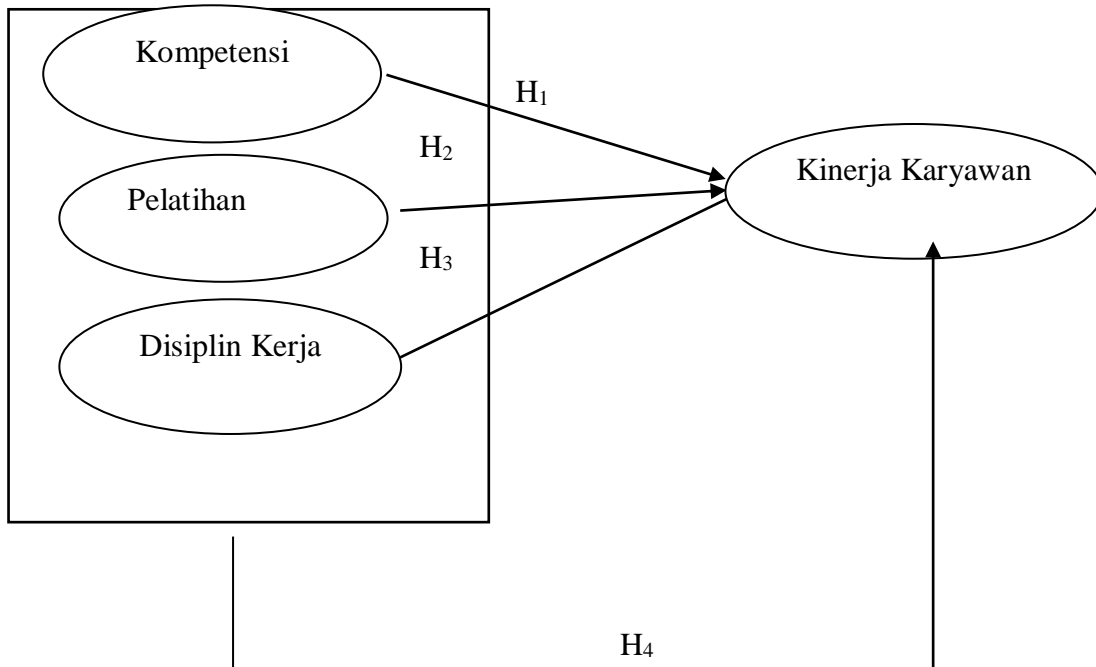 Kompetensi
H₁
H₂
Kinerja Karyawan
Pelatihan
H₃
Disiplin Kerja
H₄